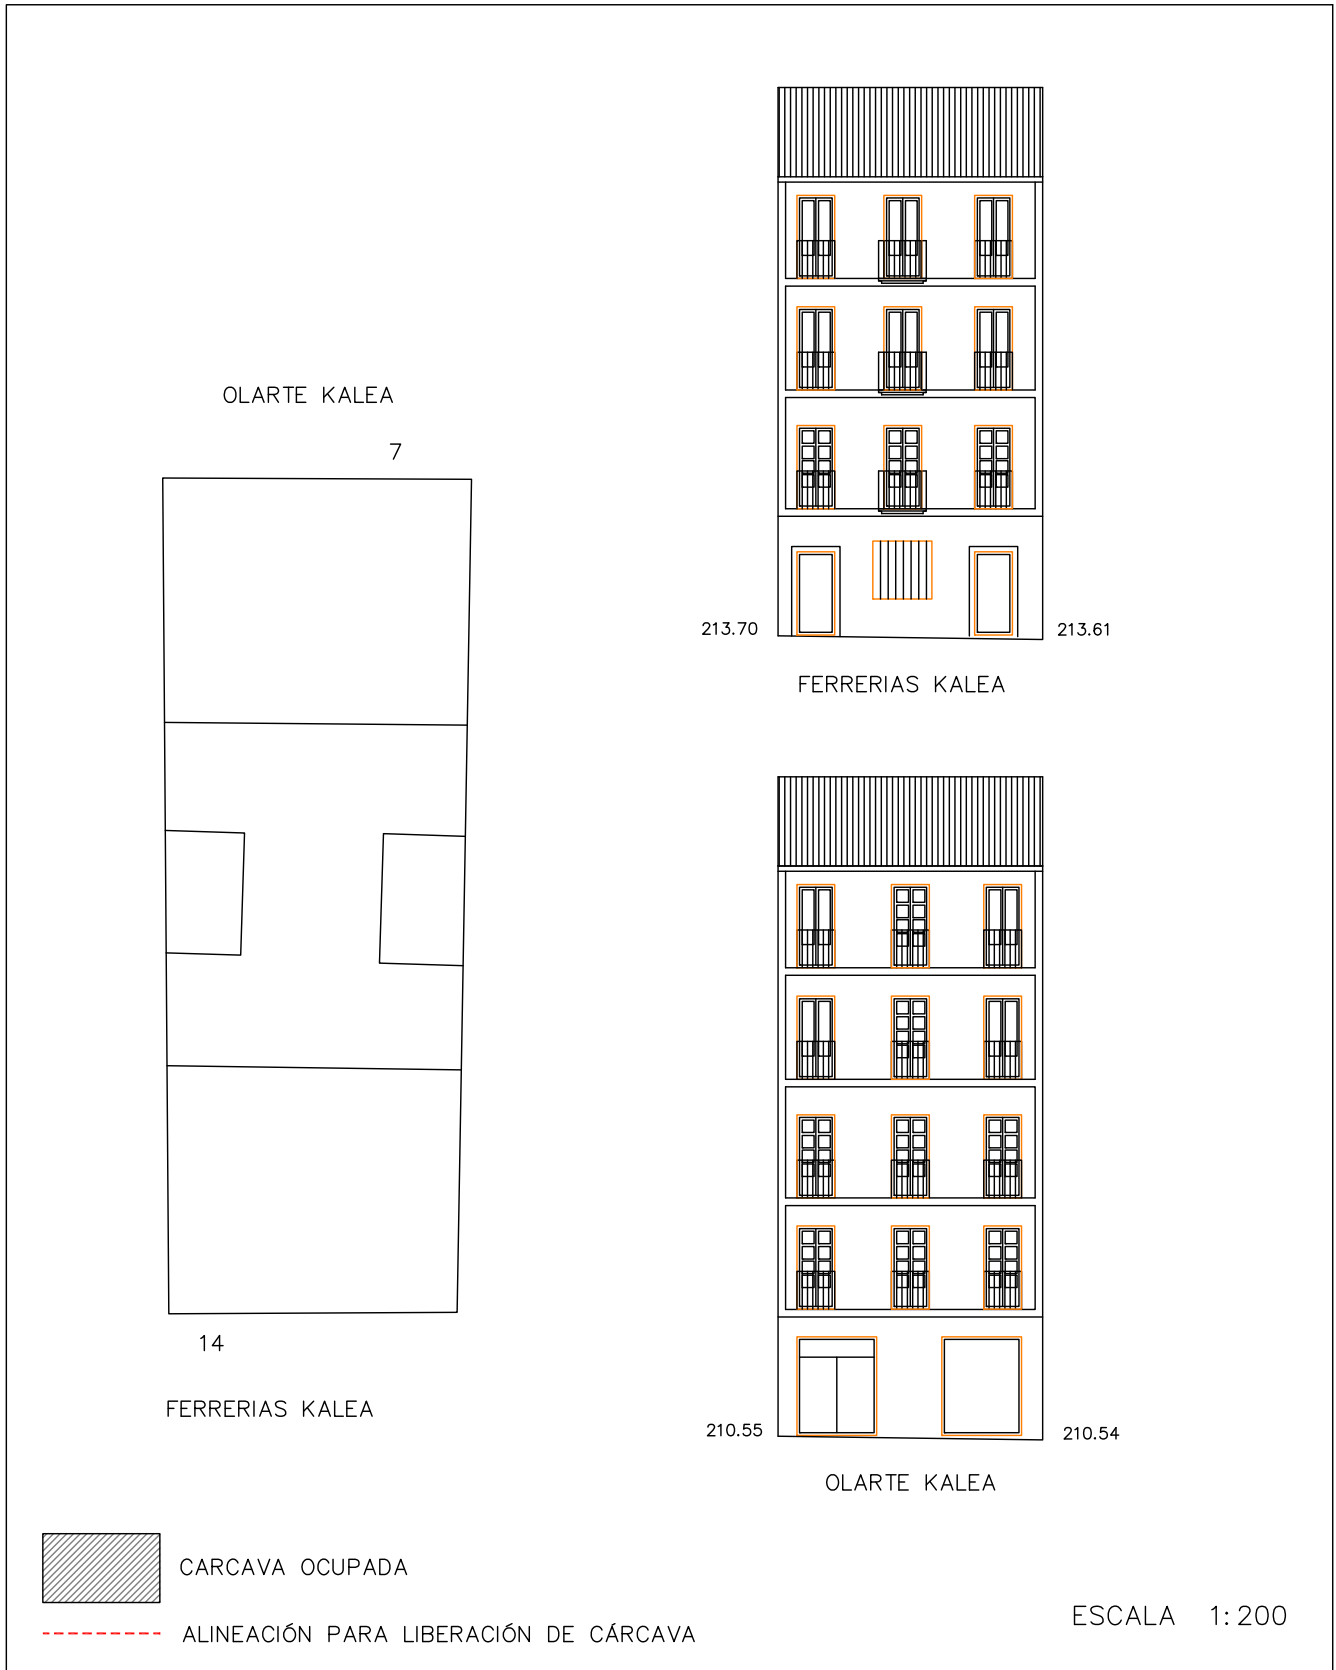 OLARTE KALEA
7
14
FERRERIAS KALEA
213.70
213.61
FERRERIAS KALEA
210.55
210.54
OLARTE KALEA
CARCAVA OCUPADA
ALINEACIÓN PARA LIBERACIÓN DE CÁRCAVA
ESCALA 1:200